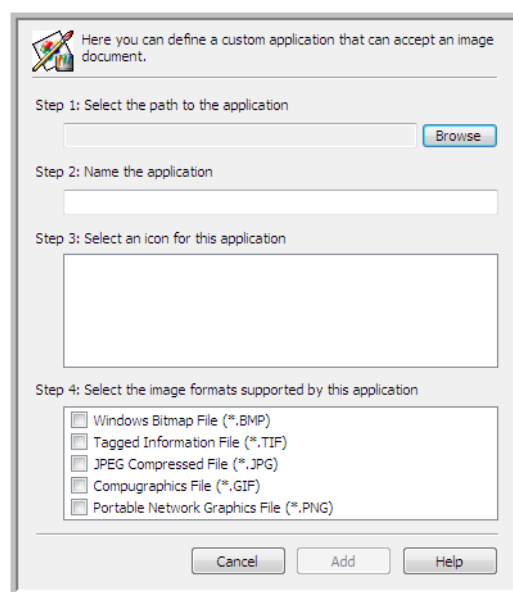 Here you can define a custom application that can accept an image
document.
Step 1: Select the path to the application
Browse
Step 2: Name the application
Step 3: Select an icon for this application
Step 4: Select the image formats supported by this application
Windows Bitmap File (*.BMP)
Tagged Information File (*.TIF)
JPEG Compressed File (*.JPG)
Compugraphics File (*.GIF)
Portable Network Graphics File (*.PNG)
Cancel
Add
Help